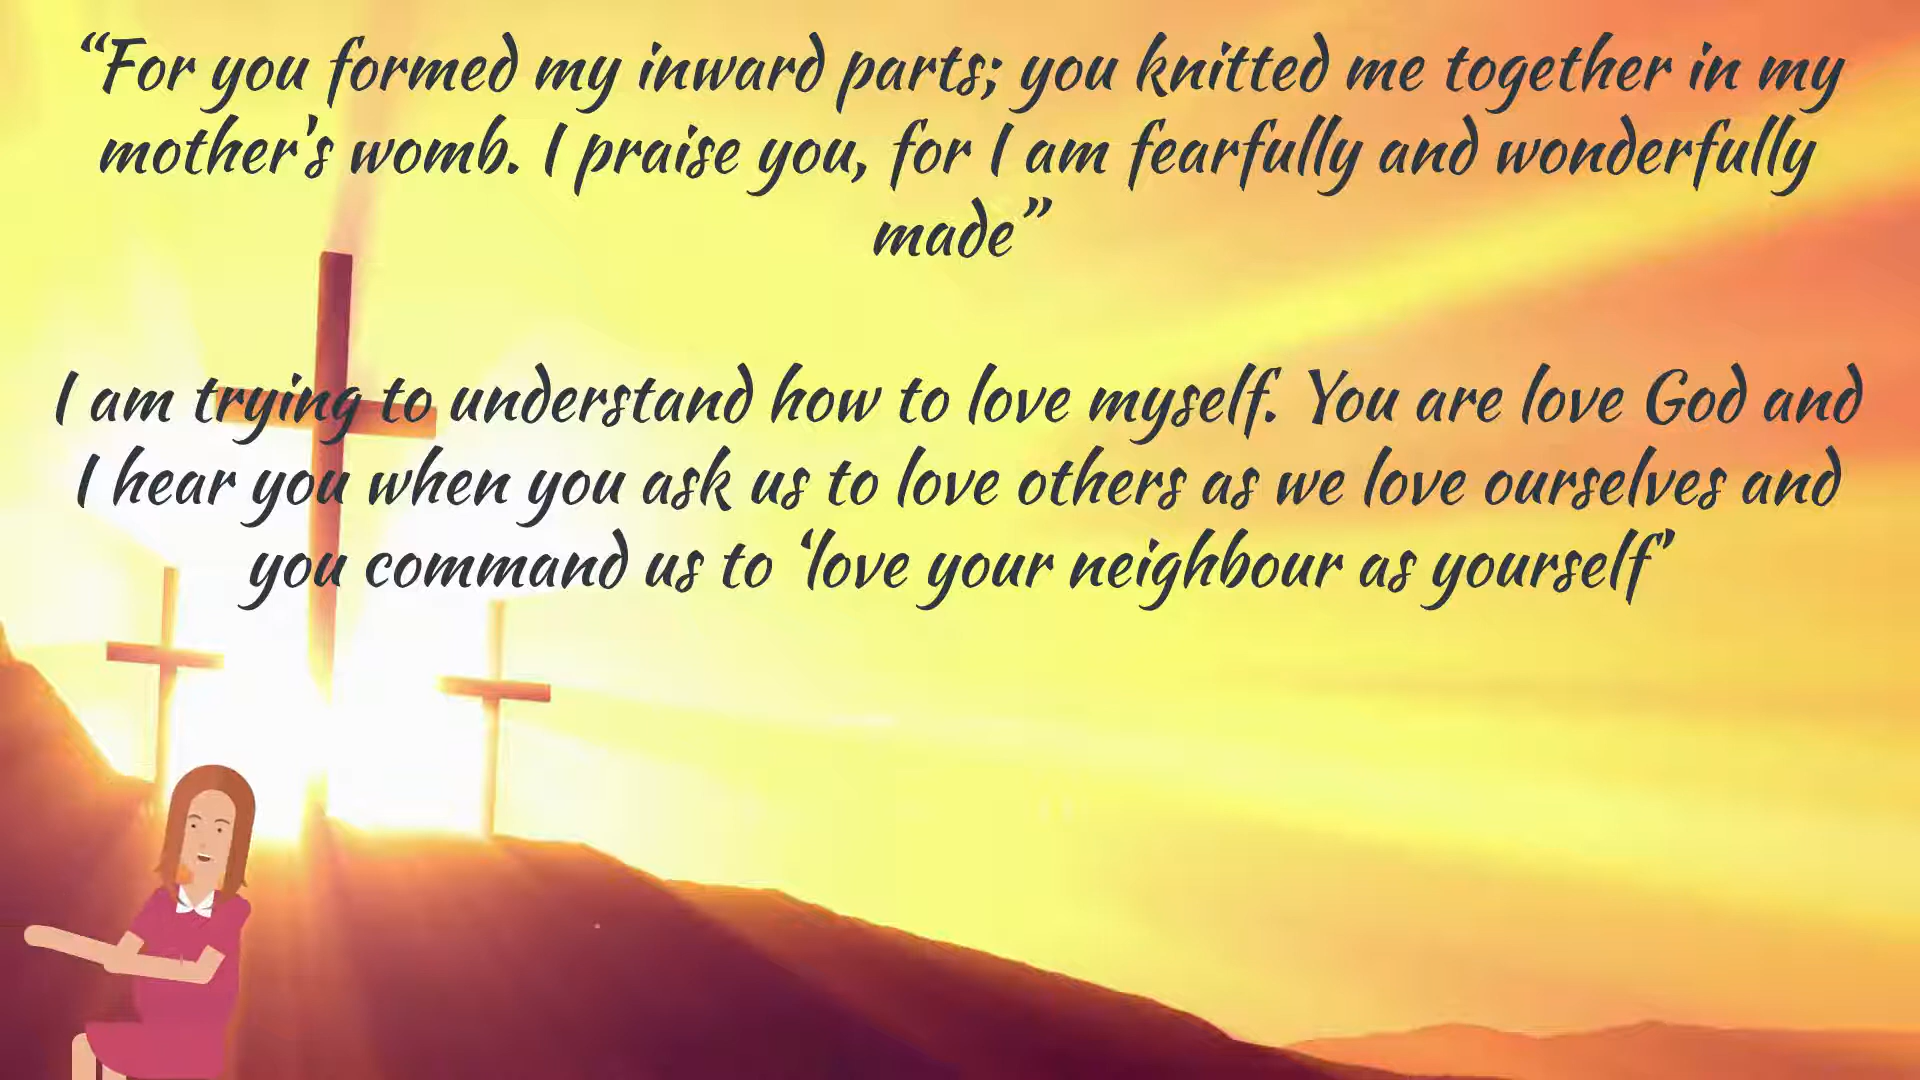 “For you formed my inward parts; you knitted me together in my
mother's womb. I praise you, for I am fearfully and wonderfully
made”
I am trying to understand how to love myself. You are love God and
I hear you when you ask us to love others as we love ourselves and
you command us to ‘love your neighbour as yourself’